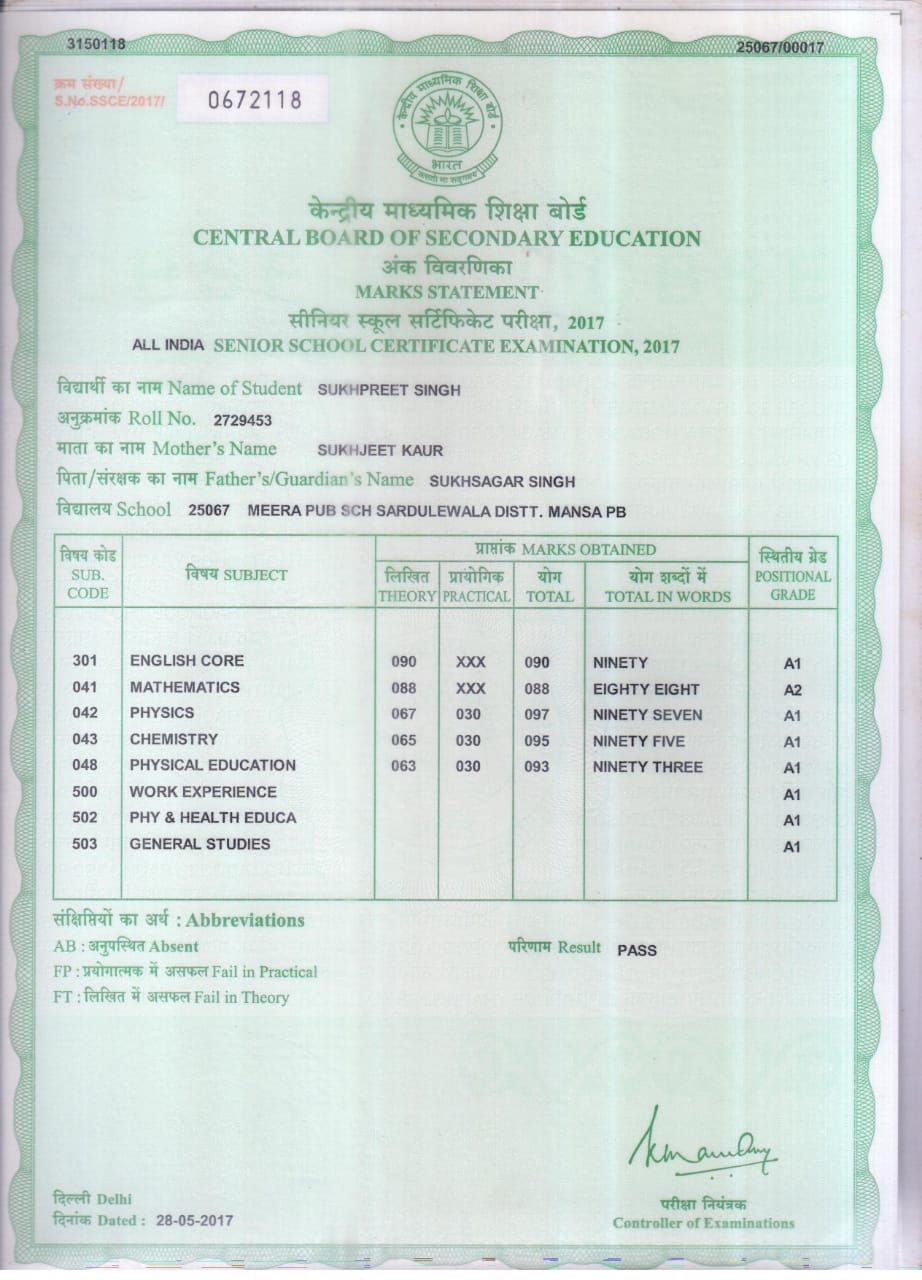 3150118 25067/00017
क्रम संख्या/
S.No.SSCE/2017/ 0672118
केन्द्रीय माध्यमिक शिक्षा बोर्ड
भारत
असतो मा सद्गमय
केन्द्रीय माध्यमिक शिक्षा बोर्ड
CENTRAL BOARD OF SECONDARY EDUCATION
अंक विवरणिका
MARKS STATEMENT
सीनियर स्कूल सर्टिफिकेट परीक्षा, 2017
ALL INDIA SENIOR SCHOOL CERTIFICATE EXAMINATION, 2017
विद्यार्थी का नाम Name of Student SUKHPREET SINGH
अनुक्रमांक Roll No. 2729453
माता का नाम Mother's Name SUKHJEET KAUR
पिता/संरक्षक का नाम Father's/Guardian's Name SUKHSAGAR SINGH
विद्यालय School 25067 MEERA PUB SCH SARDULEWALA DISTT. MANSA PB
विषय कोड SUB. CODE विषय SUBJECT प्राप्तांक MARKS OBTAINED स्थितीय ग्रेड POSITIONAL GRADE
लिखित THEORY प्रायोगिक PRACTICAL योग TOTAL योग शब्दों में TOTAL IN WORDS
301 ENGLISH CORE 090 XXX 090 NINETY A1
041 MATHEMATICS 088 XXX 088 EIGHTY EIGHT A2
042 PHYSICS 067 030 097 NINETY SEVEN A1
043 CHEMISTRY 065 030 095 NINETY FIVE A1
048 PHYSICAL EDUCATION 063 030 093 NINETY THREE A1
500 WORK EXPERIENCE A1
502 PHY & HEALTH EDUCA A1
503 GENERAL STUDIES A1
संक्षिप्तियों का अर्थ : Abbreviations
AB : अनुपस्थित Absent परिणाम Result PASS
FP : प्रयोगात्मक में असफल Fail in Practical
FT : लिखित में असफल Fail in Theory
दिल्ली Delhi परीक्षा नियंत्रक
दिनांक Dated : 28-05-2017 Controller of Examinations